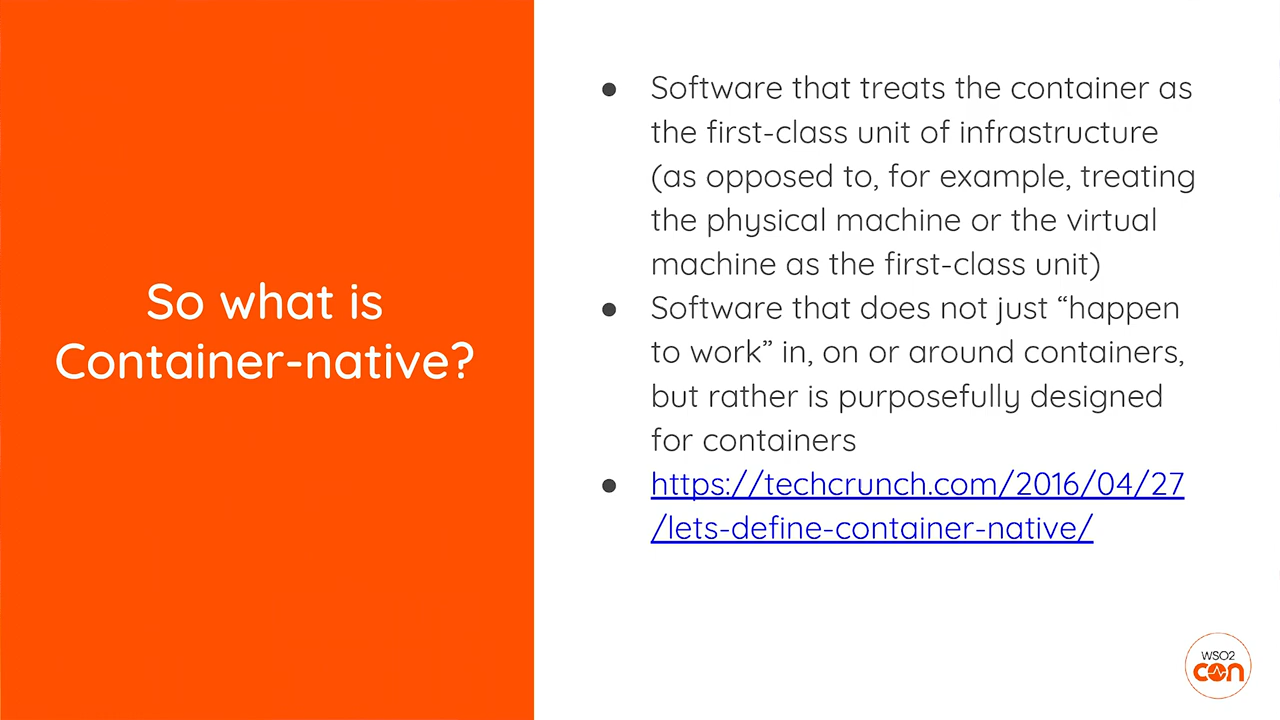 So what is
Container-native?
● Software that treats the container as
the first-class unit of infrastructure
(as opposed to, for example, treating
the physical machine or the virtual
machine as the first-class unit)
● Software that does not just “happen
to work” in, on or around containers,
but rather is purposefully designed
for containers
● https://techcrunch.com/2016/04/27
/lets-define-container-native/
WSO2
con